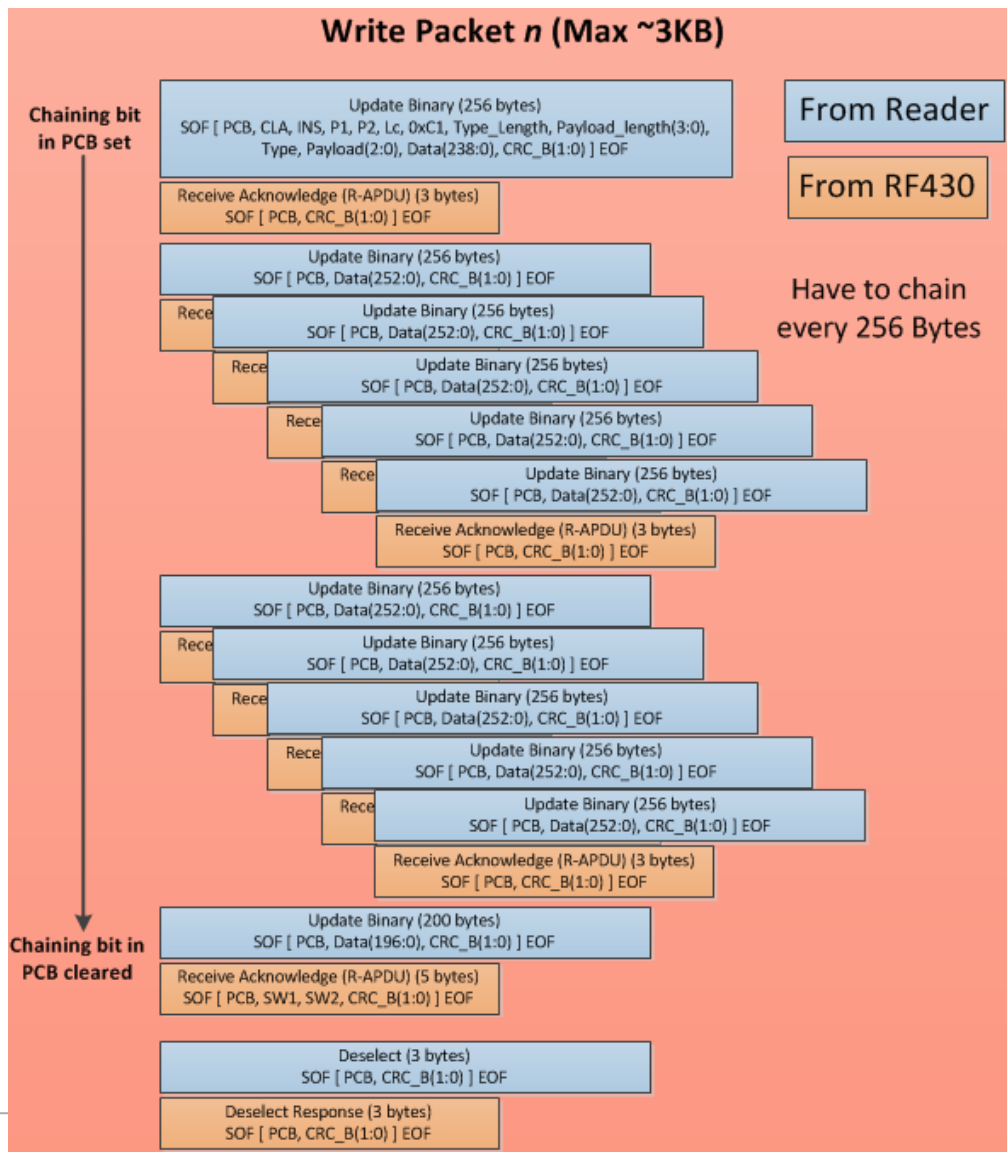 Write Packet n (Max ~3KB)
Chaining bit
in PCB set
Update Binary (256 bytes)
SOF [ PCB, CLA, INS, P1, P2, Lc, 0xC1, Type_Length, Payload_length(3:0),
Type, Payload(2:0), Data(238:0), CRC_B(1:0) ] EOF
From Reader
From RF430
Receive Acknowledge (R-APDU) (3 bytes)
SOF [ PCB, CRC_B(1:0) ] EOF
Have to chain
every 256 Bytes
Update Binary (256 bytes)
SOF [ PCB, Data(252:0), CRC_B(1:0) ] EOF
Rece
Update Binary (256 bytes)
SOF [ PCB, Data(252:0), CRC_B(1:0) ] EOF
Rece
Update Binary (256 bytes)
SOF [ PCB, Data(252:0), CRC_B(1:0) ] EOF
Rece
Update Binary (256 bytes)
SOF [ PCB, Data(252:0), CRC_B(1:0) ] EOF
Rece
Update Binary (256 bytes)
SOF [ PCB, Data(252:0), CRC_B(1:0) ] EOF
Receive Acknowledge (R-APDU) (3 bytes)
SOF [ PCB, CRC_B(1:0) ] EOF
Update Binary (256 bytes)
SOF [ PCB, Data(252:0), CRC_B(1:0) ] EOF
Rece
Update Binary (256 bytes)
SOF [ PCB, Data(252:0), CRC_B(1:0) ] EOF
Rece
Update Binary (256 bytes)
SOF [ PCB, Data(252:0), CRC_B(1:0) ] EOF
Rece
Update Binary (256 bytes)
SOF [ PCB, Data(252:0), CRC_B(1:0) ] EOF
Rece
Update Binary (256 bytes)
SOF [ PCB, Data(252:0), CRC_B(1:0) ] EOF
Receive Acknowledge (R-APDU) (3 bytes)
SOF [ PCB, CRC_B(1:0) ] EOF
Chaining bit in
PCB cleared
Update Binary (200 bytes)
SOF [ PCB, Data(196:0), CRC_B(1:0) ] EOF
Receive Acknowledge (R-APDU) (5 bytes)
SOF [ PCB, SW1, SW2, CRC_B(1:0) ] EOF
Deselect (3 bytes)
SOF [ PCB, CRC_B(1:0) ] EOF
Deselect Response (3 bytes)
SOF [ PCB, CRC_B(1:0) ] EOF